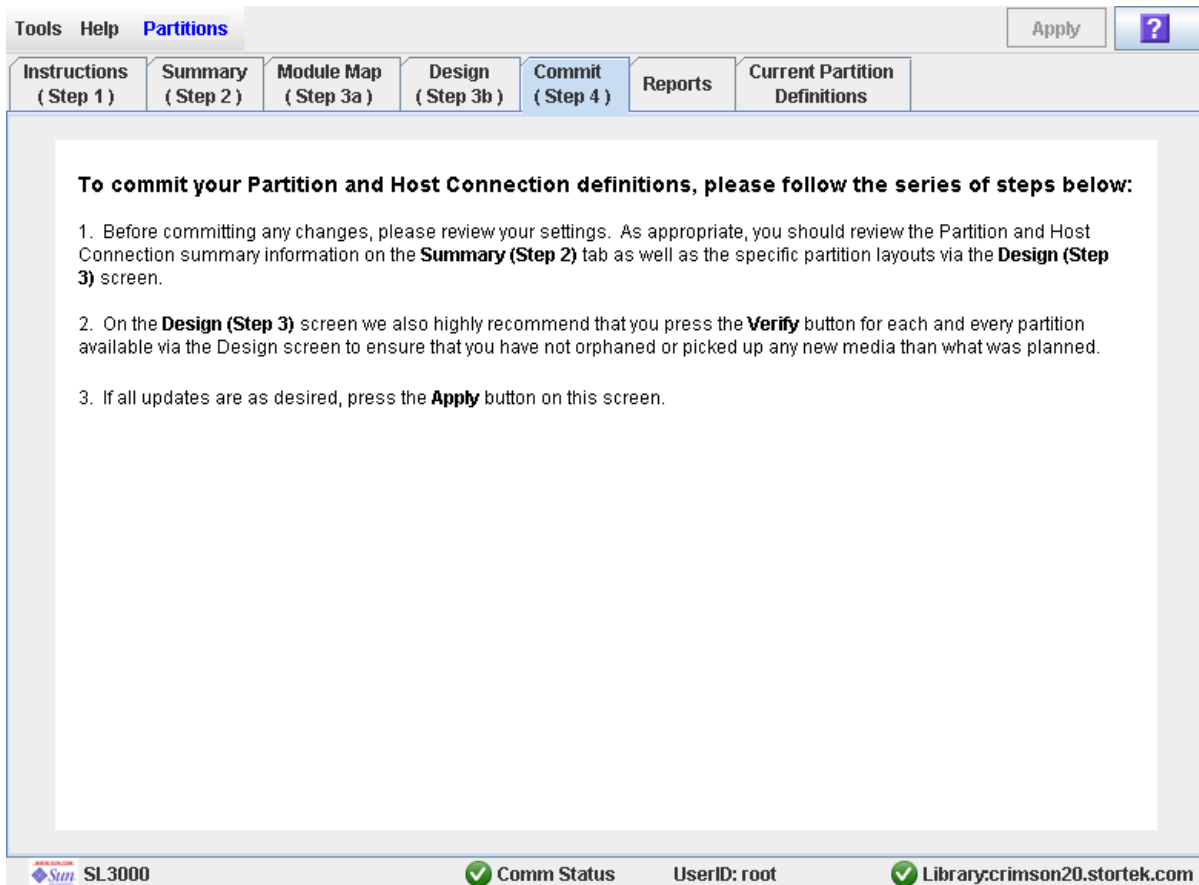 Tools Help Partitions Apply ?
Instructions Summary Module Map Design Commit Reports Current Partition
( Step 1 ) ( Step 2 ) ( Step 3a ) ( Step 3b ) ( Step 4 ) Definitions
To commit your Partition and Host Connection definitions, please follow the series of steps below:
1. Before committing any changes, please review your settings. As appropriate, you should review the Partition and Host
Connection summary information on the Summary (Step 2) tab as well as the specific partition layouts via the Design (Step
3) screen.
2. On the Design (Step 3) screen we also highly recommend that you press the Verify button for each and every partition
available via the Design screen to ensure that you have not orphaned or picked up any new media than what was planned.
3. If all updates are as desired, press the Apply button on this screen.
Sun SL3000 Comm Status UserID: root Library:crimson20.stortek.com